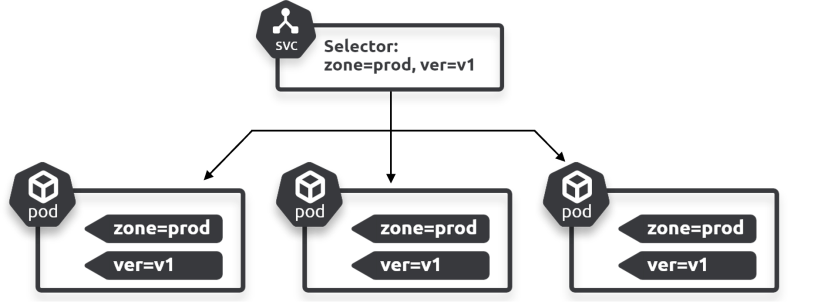 svc
Selector:
zone=prod, ver=v1
pod
zone=prod
ver=v1
pod
zone=prod
ver=v1
pod
zone=prod
ver=v1